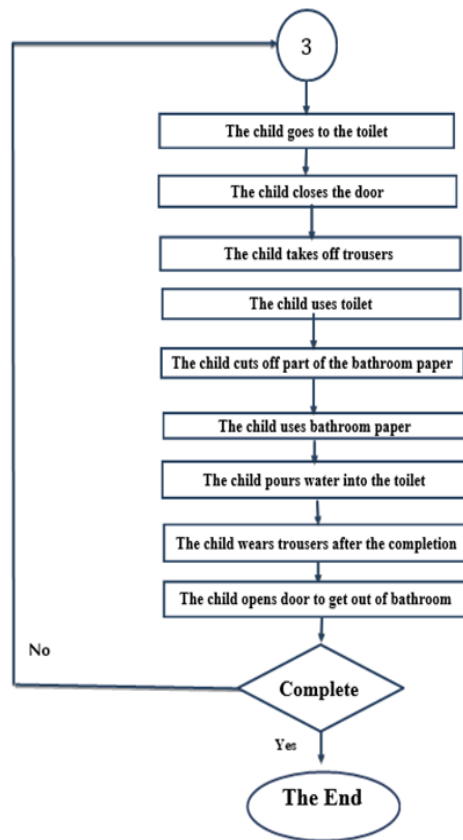 3
The child goes to the toilet
The child closes the door
The child takes off trousers
The child uses toilet
The child cuts off part of the bathroom paper
The child uses bathroom paper
The child pours water into the toilet
The child wears trousers after the completion
The child opens door to get out of bathroom
No
Complete
Yes
The End